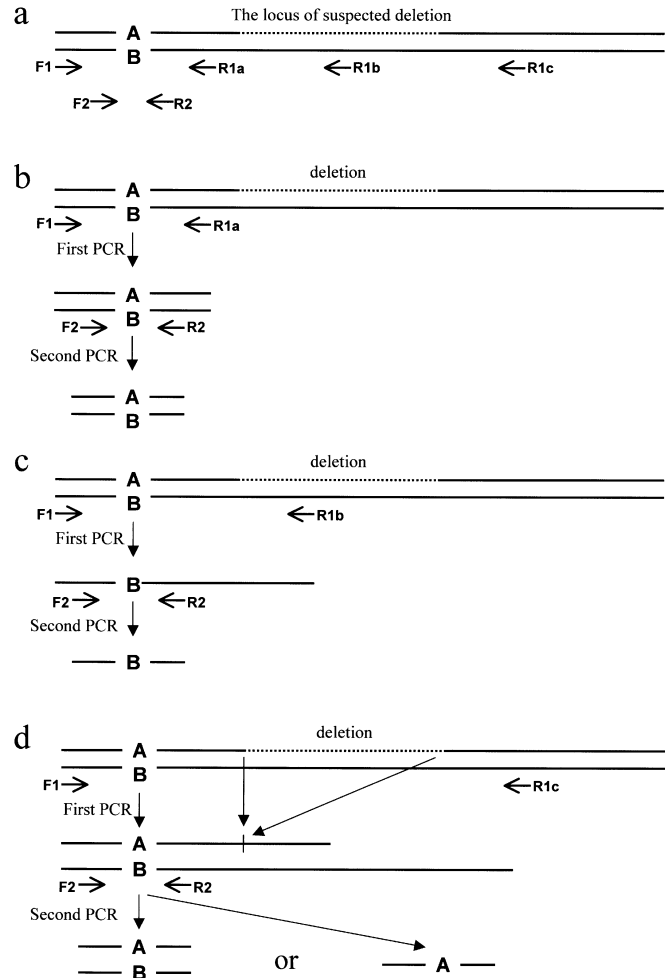 a
The locus of suspected deletion
A
B
F1 R1a R1b R1c
F2 R2
b
deletion
A
B
F1 R1a
First PCR
A
B
F2 R2
Second PCR
A
B
c
deletion
A
B
F1 R1b
First PCR
B
F2 R2
Second PCR
B
d
deletion
A
B
F1 R1c
First PCR
A
B
F2 R2
Second PCR
A
B or A